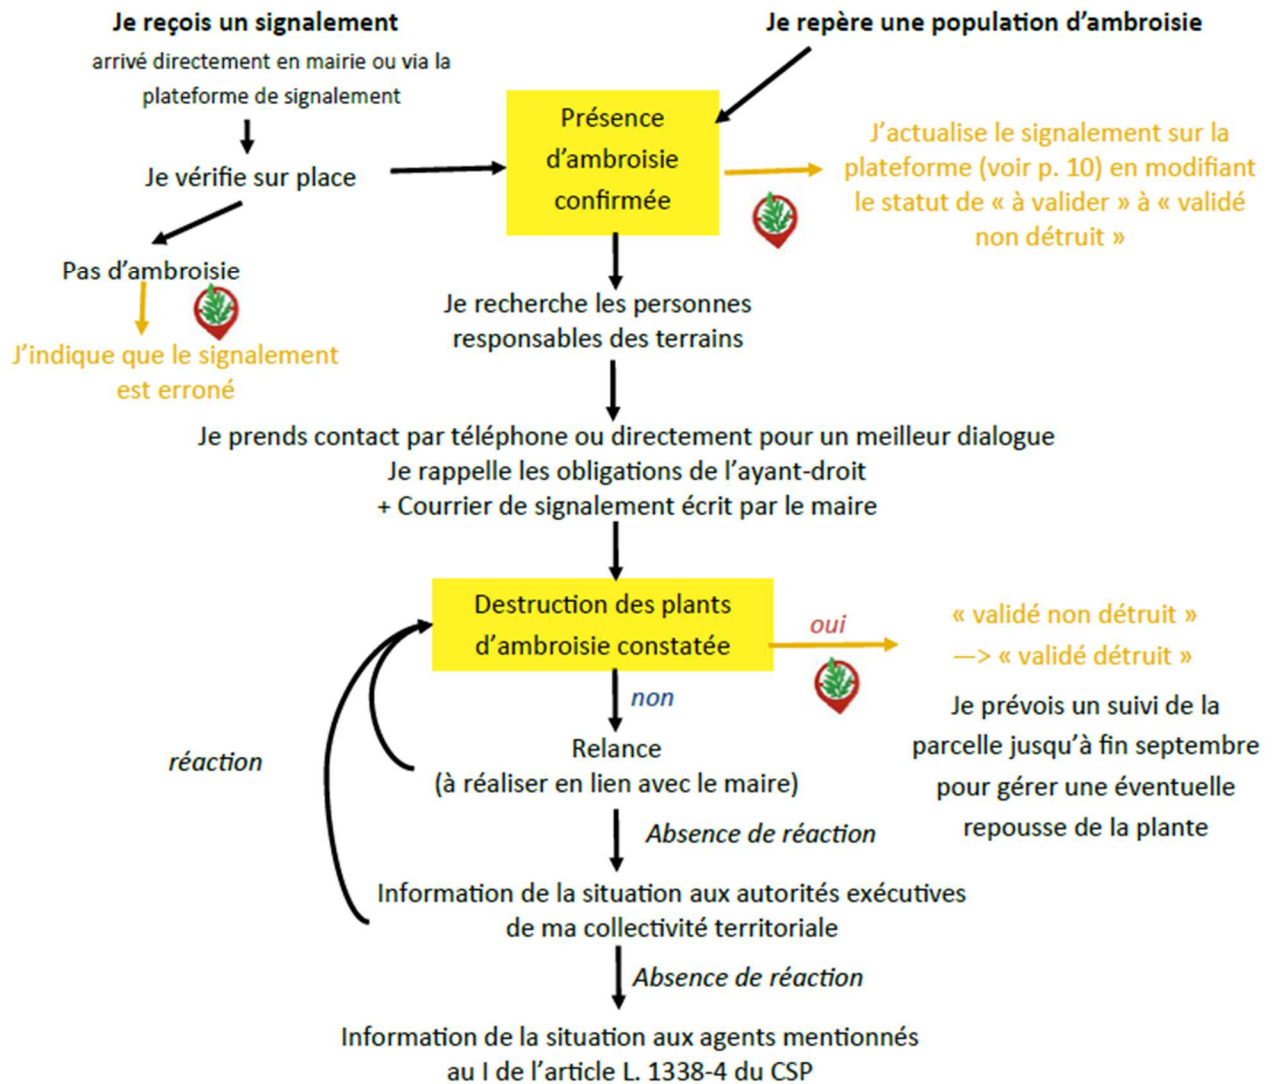 Je reçois un signalement
arrivé directement en mairie ou via la
plateforme de signalement
Je vérifie sur place
Pas d’ambroisie
J’indique que le signalement
est erroné
Je repère une population d’ambroisie
Présence
d’ambroisie
confirmée
J’actualise le signalement sur la
plateforme (voir p. 10) en modifiant
le statut de « à valider » à « validé
non détruit »
Je recherche les personnes
responsables des terrains
Je prends contact par téléphone ou directement pour un meilleur dialogue
Je rappelle les obligations de l’ayant-droit
+ Courrier de signalement écrit par le maire
Destruction des plants
d’ambroisie constatée
oui
« validé non détruit »
—> « validé détruit »
Je prévois un suivi de la
parcelle jusqu’à fin septembre
pour gérer une éventuelle
repousse de la plante
non
Relance
(à réaliser en lien avec le maire)
réaction
Absence de réaction
Information de la situation aux autorités exécutives
de ma collectivité territoriale
Absence de réaction
Information de la situation aux agents mentionnés
au I de l’article L. 1338-4 du CSP